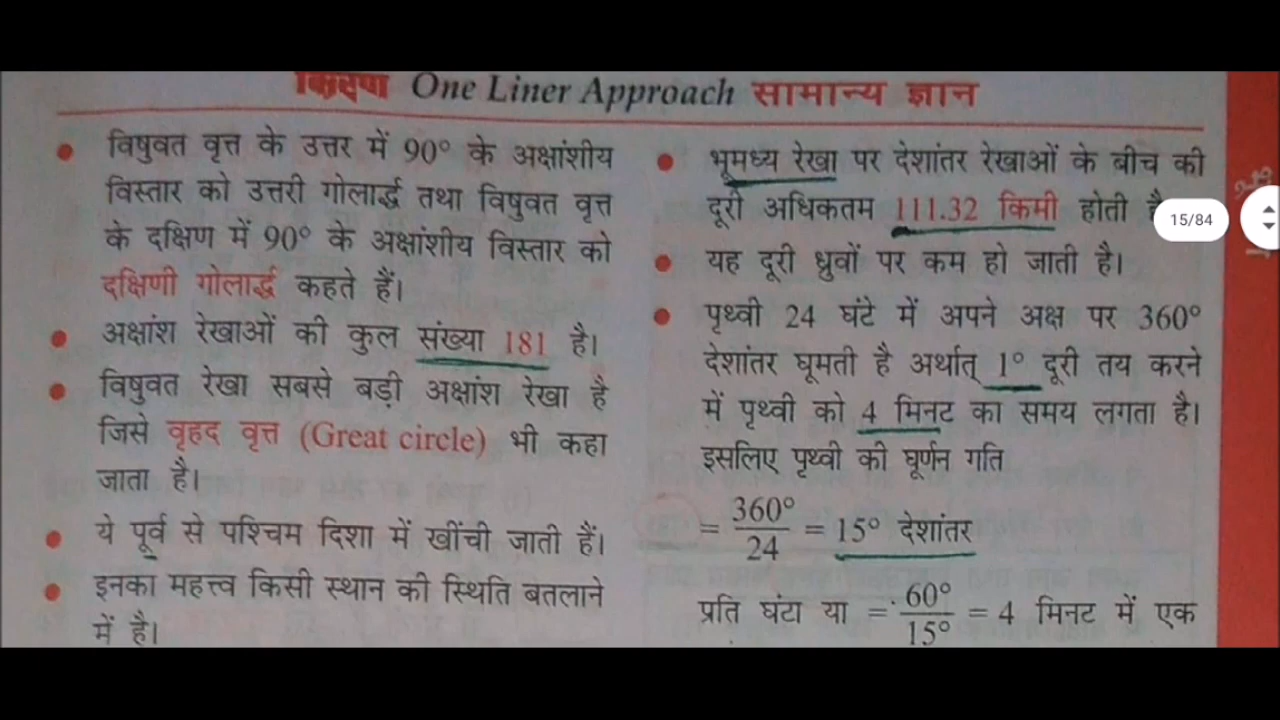 किरण One Liner Approach सामान्य ज्ञान
विषुवत वृत्त के उत्तर में 90° के अक्षांशीय
विस्तार को उत्तरी गोलार्द्ध तथा विषुवत वृत्त
के दक्षिण में 90° के अक्षांशीय विस्तार को
दक्षिणी गोलार्द्ध कहते हैं।
अक्षांश रेखाओं की कुल संख्या 181 है।
विषुवत रेखा सबसे बड़ी अक्षांश रेखा है
जिसे वृहद वृत्त (Great circle) भी कहा
जाता है।
ये पूर्व से पश्चिम दिशा में खींची जाती हैं।
इनका महत्त्व किसी स्थान की स्थिति बतलाने
में है।
भूमध्य रेखा पर देशांतर रेखाओं के बीच की
दूरी अधिकतम 111.32 किमी होती
यह दूरी ध्रुवों पर कम हो जाती है।
पृथ्वी 24 घंटे में अपने अक्ष पर 360°
देशांतर घूमती है अर्थात् 1° दूरी तय करने
में पृथ्वी को 4 मिनट का समय लगता है।
इसलिए पृथ्वी की घूर्णन गति
= 360°/24 = 15° देशांतर
प्रति घंटा या = 60°/15° = 4 मिनट में एक
15/84